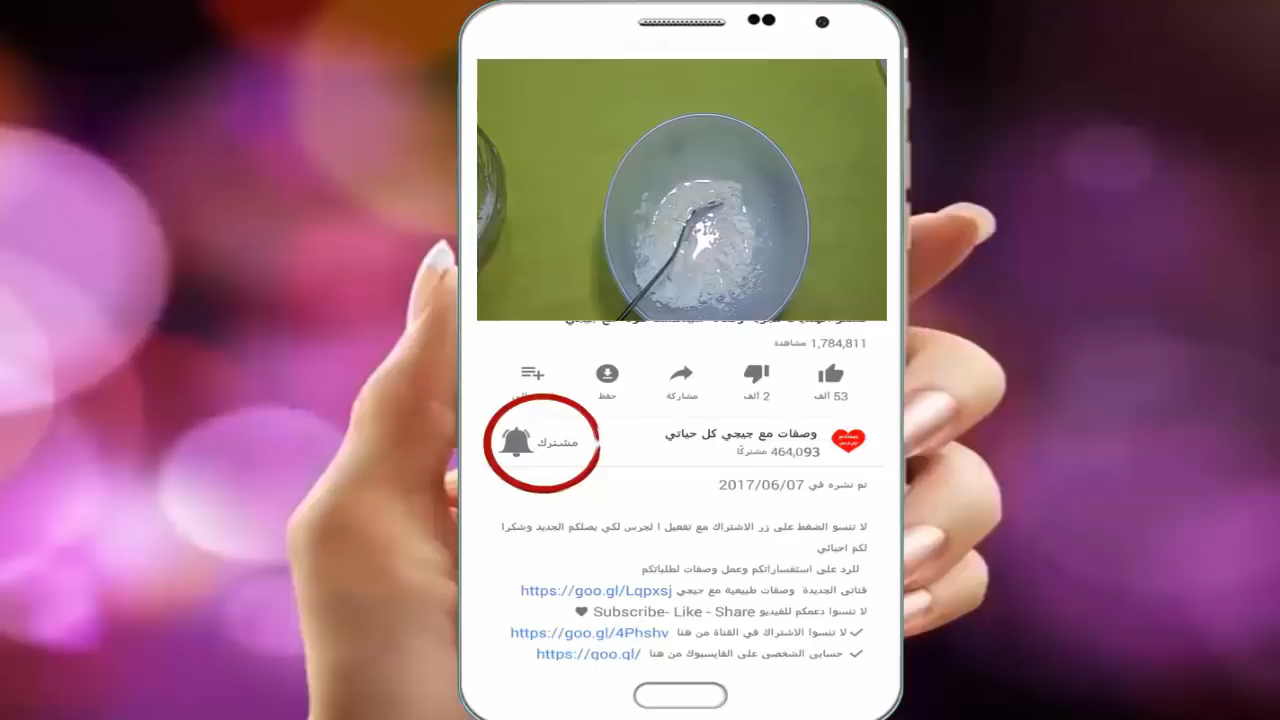 1,784,811 مشاهدة
53 ألف
2 ألف
مشاركة
حفظ
وصفات مع جيجي كل حياتي
464,093 مشتركًا
مشترك
تم نشره في 2017/06/07
لا تنسو الضغط على زر الاشتراك مع تفعيل ا لجرس لكي يصلكم الجديد وشكرا
لكم احبائي
للرد على استفساراتكم وعمل وصفات لطلباتكم
قناتى الجديدة وصفات طبيعية مع جيجي https://goo.gl/Lqpxsj
لا تنسوا دعمكم للفيديو Subscribe- Like - Share ❤
✓ لا تنسوا الاشتراك في القناة من هنا https://goo.gl/4Phshv
✓ حسابى الشخصى على الفايسبوك من هنا https://goo.gl/